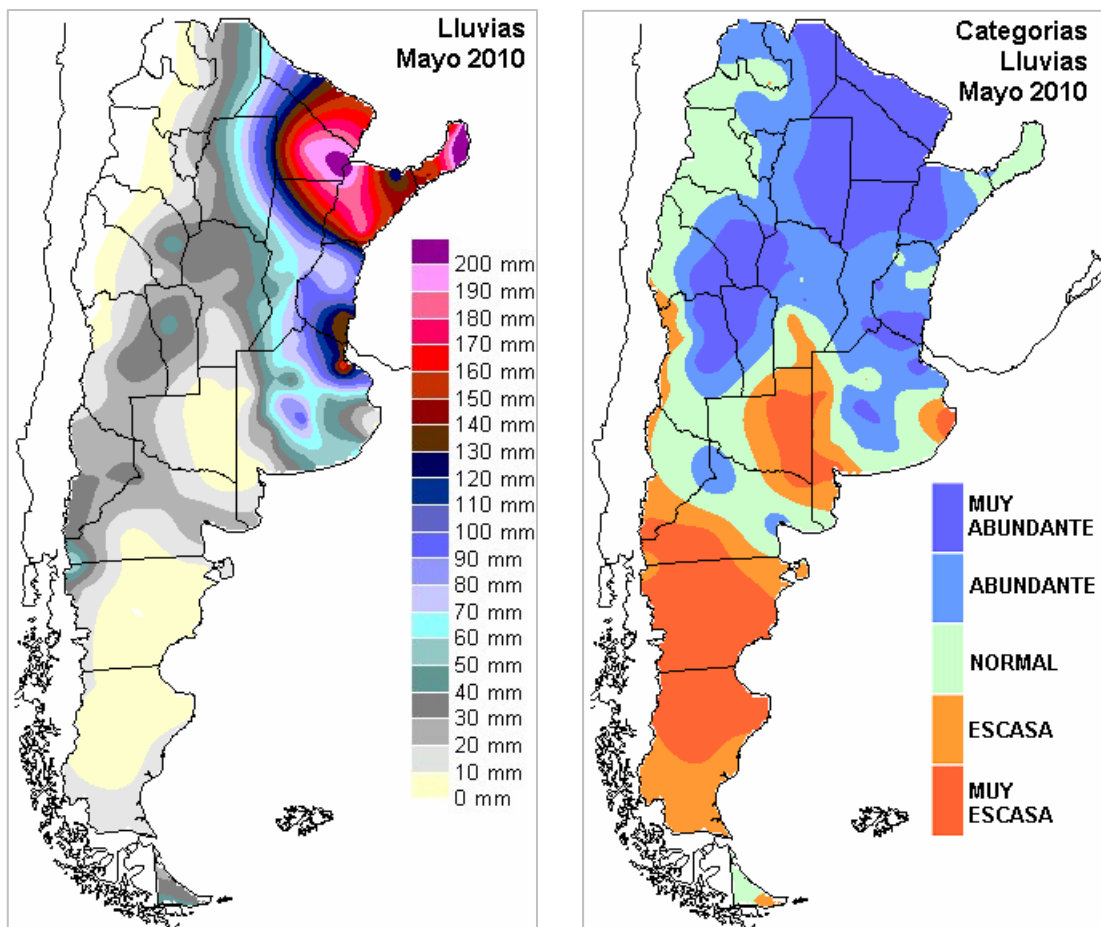 Lluvias
Mayo 2010
200 mm
190 mm
180 mm
170 mm
160 mm
150 mm
140 mm
130 mm
120 mm
110 mm
100 mm
90 mm
80 mm
70 mm
60 mm
50 mm
40 mm
30 mm
20 mm
10 mm
0 mm
Categorias
Lluvias
Mayo 2010
MUY
ABUNDANTE
ABUNDANTE
NORMAL
ESCASA
MUY
ESCASA